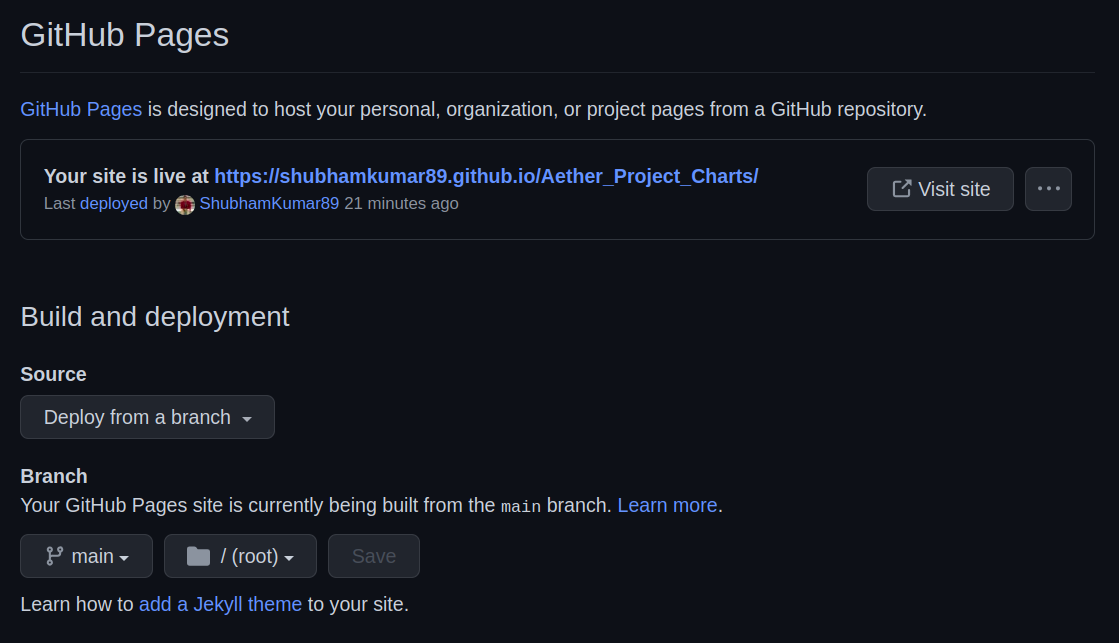 GitHub Pages
GitHub Pages is designed to host your personal, organization, or project pages from a GitHub repository.
Your site is live at https://shubhamkumar89.github.io/Aether_Project_Charts/
Last deployed by ShubhamKumar89 21 minutes ago
Visit site
Build and deployment
Source
Deploy from a branch
Branch
Your GitHub Pages site is currently being built from the main branch. Learn more.
main
/ (root)
Save
Learn how to add a Jekyll theme to your site.